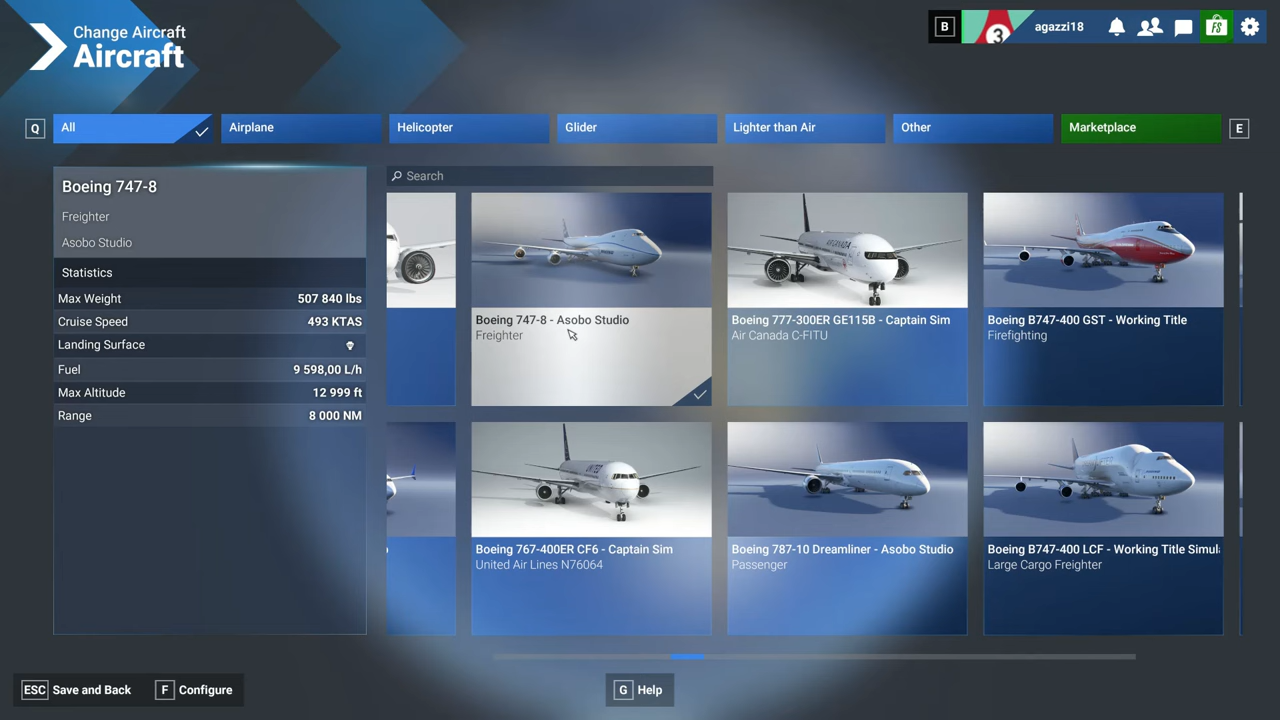 Change Aircraft
Aircraft
B
3
agazzi18
FS
Q
All
Airplane
Helicopter
Glider
Lighter than Air
Other
Marketplace
E
Boeing 747-8
Freighter
Asobo Studio
Statistics
Max Weight 507 840 lbs
Cruise Speed 493 KTAS
Landing Surface
Fuel 9 598,00 L/h
Max Altitude 12 999 ft
Range 8 000 NM
Search
Boeing 747-8 - Asobo Studio
Freighter
AIR CANADA
Boeing 777-300ER GE115B - Captain Sim
Air Canada C-FITU
Boeing B747-400 GST - Working Title
Firefighting
UNITED
Boeing 767-400ER CF6 - Captain Sim
United Air Lines N76064
Boeing 787-10 Dreamliner - Asobo Studio
Passenger
Boeing B747-400 LCF - Working Title Simul
Large Cargo Freighter
ESC Save and Back
F Configure
G Help